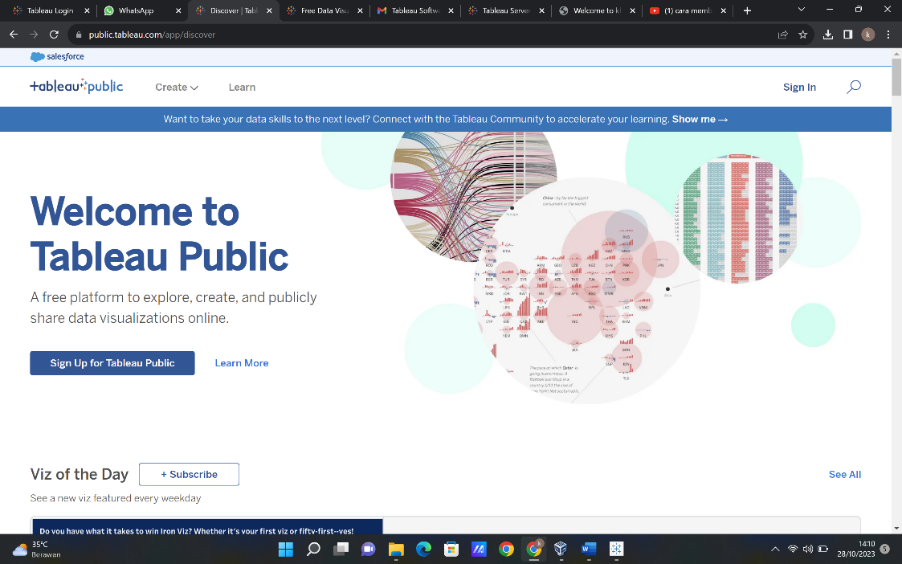 Tableau Login
WhatsApp
Discover | Tabl
Free Data Visu
Tableau Softw
Tableau Server
Welcome to kl
(1) cara memb
public.tableau.com/app/discover
salesforce
+ableau+public
Create
Learn
Sign In
Want to take your data skills to the next level? Connect with the Tableau Community to accelerate your learning. Show me →
Welcome to
Tableau Public
A free platform to explore, create, and publicly
share data visualizations online.
Sign Up for Tableau Public
Learn More
Viz of the Day
+ Subscribe
See All
See a new viz featured every weekday
Do you have what it takes to win Iron Viz? Whether it's your first viz or fifty-first--yes!
35°C
Berawan
14:10
28/10/2023